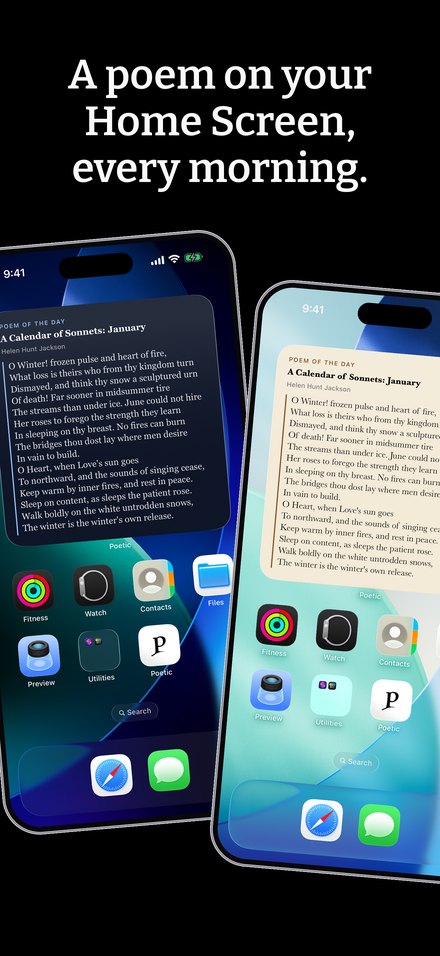 A poem on your
Home Screen,
every morning.
9:41
POEM OF THE DAY
A Calendar of Sonnets: January
Helen Hunt Jackson
O Winter! frozen pulse and heart of fire,
What loss is theirs who from thy kingdom turn
Dismayed, and think thy snow a sculptured urn
Of death! Far sooner in midsummer tire
The streams than under ice. June could not hire
Her roses to forego the strength they learn
In sleeping on thy breast. No fires can burn
The bridges thou dost lay where men desire
In vain to build.
O Heart, when Love's sun goes
To northward, and the sounds of singing cease,
Keep warm by inner fires, and rest in peace.
Sleep on content, as sleeps the patient rose.
Walk boldly on the white untrodden snows,
The winter is the winter's own release.
Poetic
Fitness
Watch
Contacts
Files
Preview
Utilities
P
Poetic
Search
9:41
POEM OF THE DAY
A Calendar of Sonnets: January
Helen Hunt Jackson
O Winter! frozen pulse and heart of fire,
What loss is theirs who from thy kingdom
Dismayed, and think thy snow a sculptured
Of death! Far sooner in midsummer tire
The streams than under ice. June could no
Her roses to forego the strength they learn
In sleeping on thy breast. No fires can burn
The bridges thou dost lay where men desire
In vain to build.
O Heart, when Love's sun goes
To northward, and the sounds of singing cea
Keep warm by inner fires, and rest in peace.
Sleep on content, as sleeps the patient rose.
Walk boldly on the white untrodden snows,
The winter is the winter's own release.
Poetic
Fitness
Watch
Contacts
Preview
Utilities
P
Poetic
Search